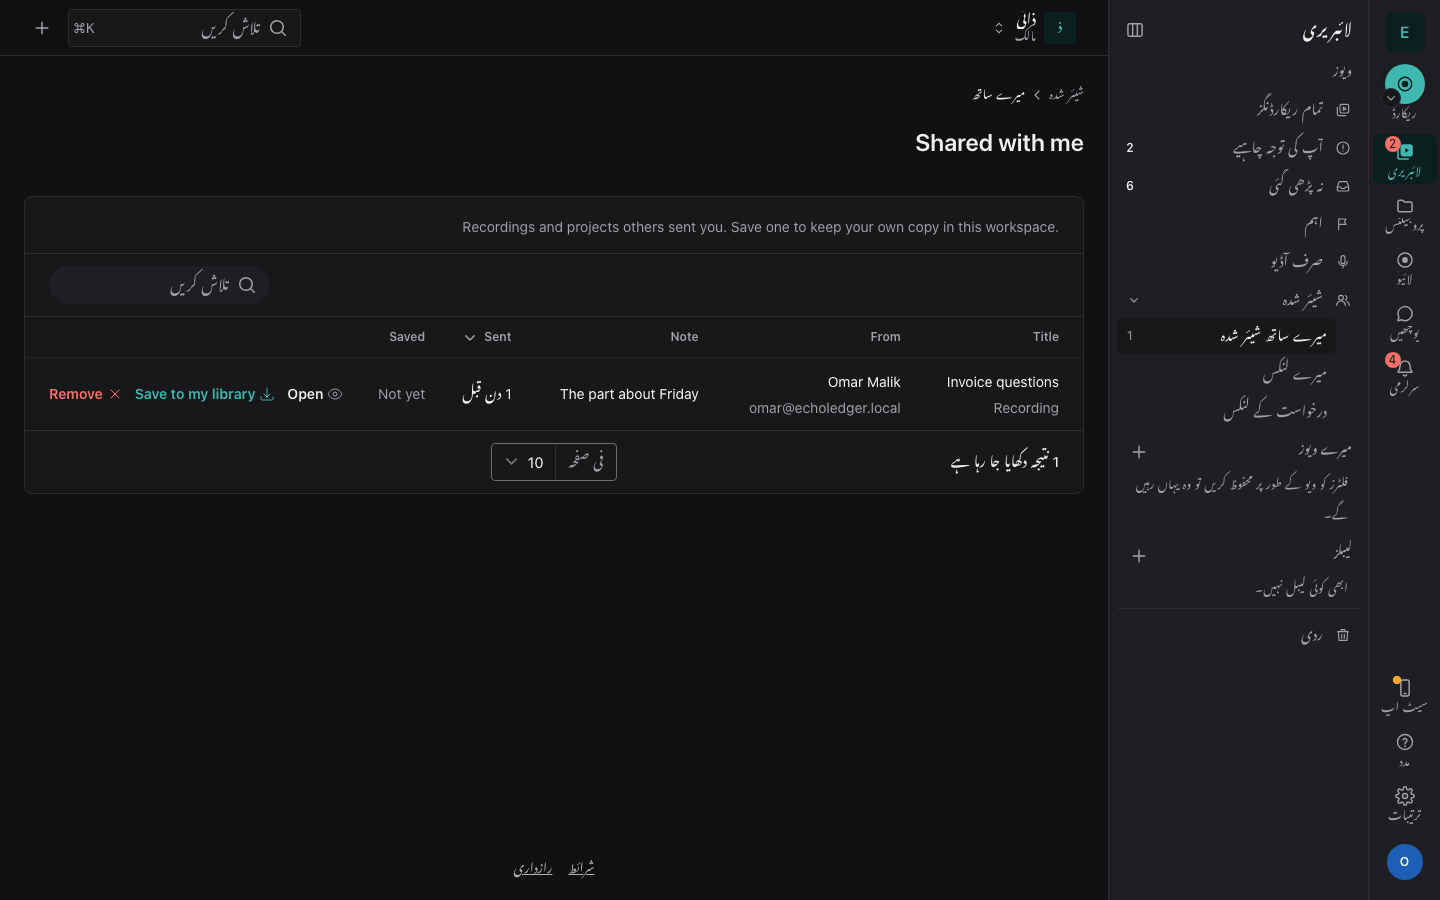 E
ریکارڈ
2
لائبریری
پروجیکٹس
لائیو
پوچھیں
4
سرگرمی
سیٹ اپ
مدد
ترتیبات
O
لائبریری
ویوز
تمام ریکارڈنگز
آپ کی توجہ چاہیے 2
نہ پڑھی گئی 6
اہم
صرف آڈیو
شیئر شدہ
میرے ساتھ شیئر شدہ 1
میرے لنکس
درخواست کے لنکس
میرے ویوز
فلٹرز کو ویو کے طور پر محفوظ کریں تو وہ یہاں رہیں
گے۔
لیبلز
ابھی کوئی لیبل نہیں۔
ردی
ذ
ذاتی
مالک
تلاش کریں ⌘K
شیئر شدہ
میرے ساتھ
Shared with me
Recordings and projects others sent you. Save one to keep your own copy in this workspace.
تلاش کریں
Title From Note Sent Saved
Invoice questions
Recording
Omar Malik
omar@echoledger.local
The part about Friday
1 دن قبل
Not yet
Open
Save to my library
Remove
1 نتیجہ دکھایا جا رہا ہے
فی صفحہ 10
شرائط رازداری